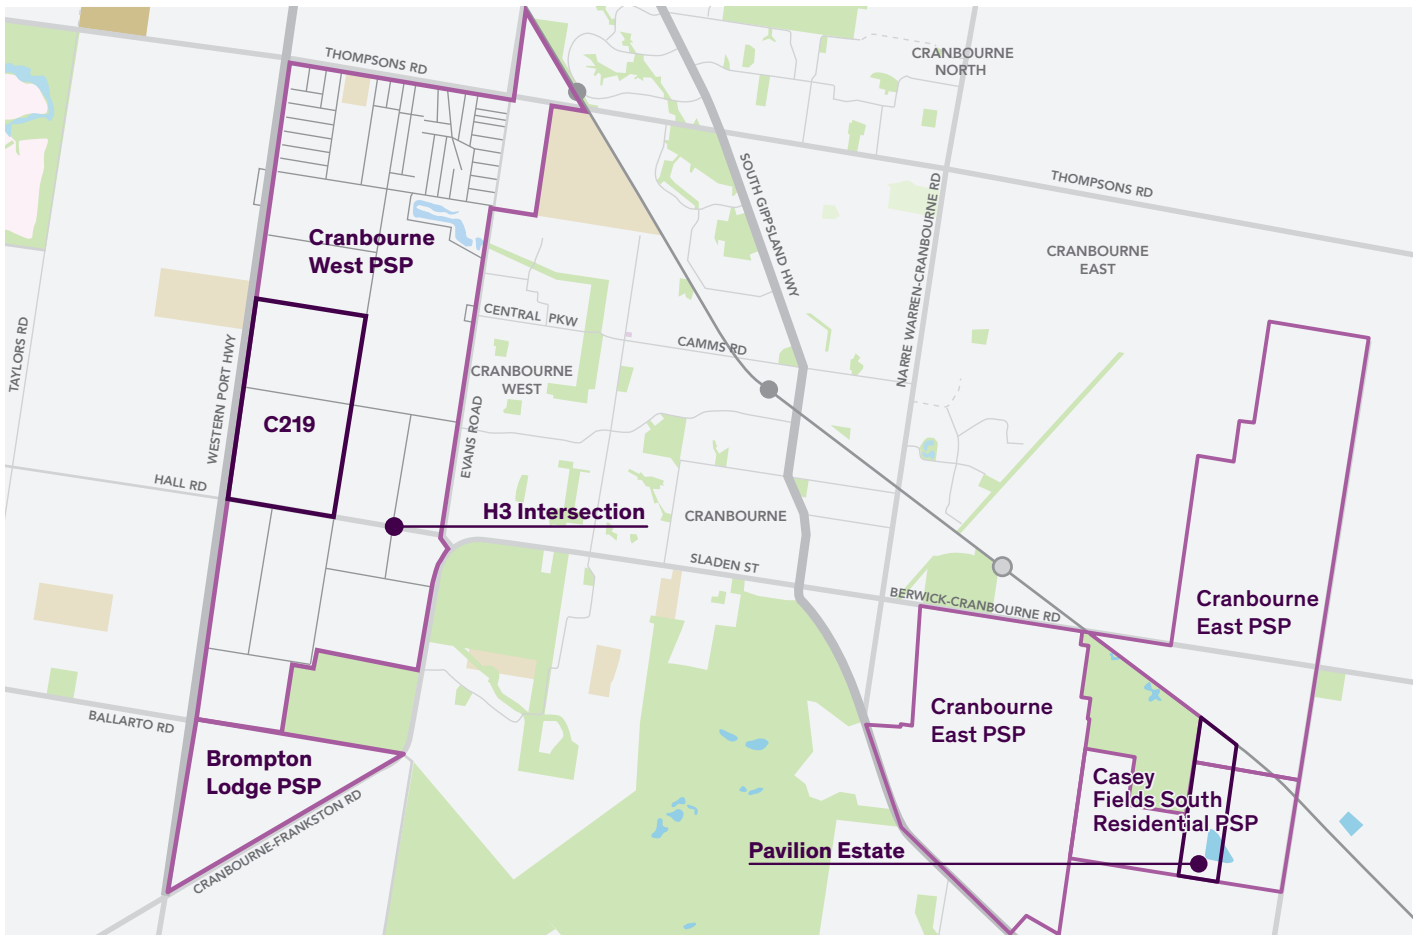 THOMPSONS RD
CRANBOURNE
NORTH
SOUTH GIPPSLAND HWY
NARRE WARREN-CRANBOURNE RD
THOMPSONS RD
CRANBOURNE
EAST
Cranbourne
West PSP
CENTRAL PKW
CAMMS RD
TAYLORS RD
WESTERN PORT HWY
CRANBOURNE
WEST
C219
EVANS ROAD
HALL RD
H3 Intersection
CRANBOURNE
SLADEN ST
BERWICK-CRANBOURNE RD
Cranbourne
East PSP
BALLARTO RD
Cranbourne
East PSP
Brompton
Lodge PSP
CRANBOURNE-FRANKSTON RD
Casey
Fields South
Residential PSP
Pavilion Estate